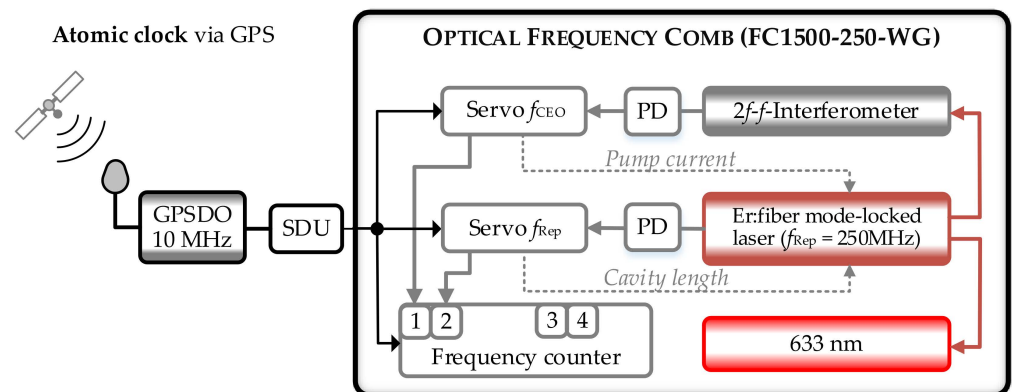 Atomic clock via GPS
OPTICAL FREQUENCY COMB (FC1500-250-WG)
Servo fCEO
PD
2f-f-Interferometer
Pump current
GPSDO
10 MHz
SDU
Servo fRep
PD
Er:fiber mode-locked
laser (fRep = 250MHz)
Cavity length
1 2 3 4
Frequency counter
633 nm